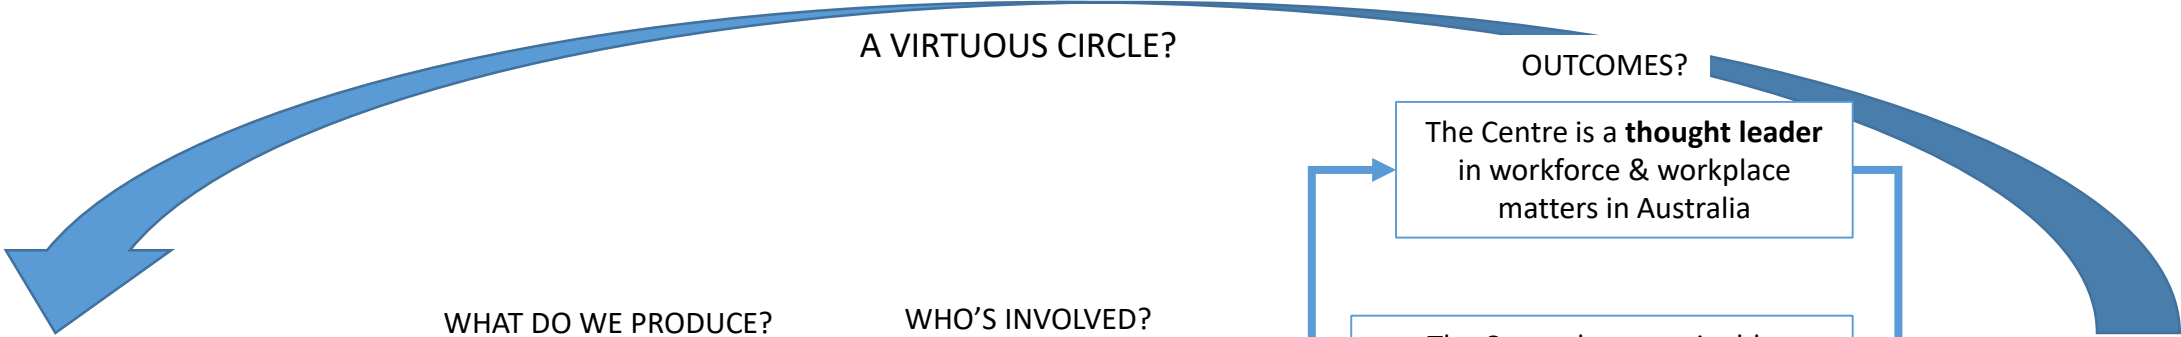 A VIRTUOUS CIRCLE?
OUTCOMES?
The Centre is a thought leader
in workforce & workplace
matters in Australia
WHAT DO WE PRODUCE?
WHO'S INVOLVED?